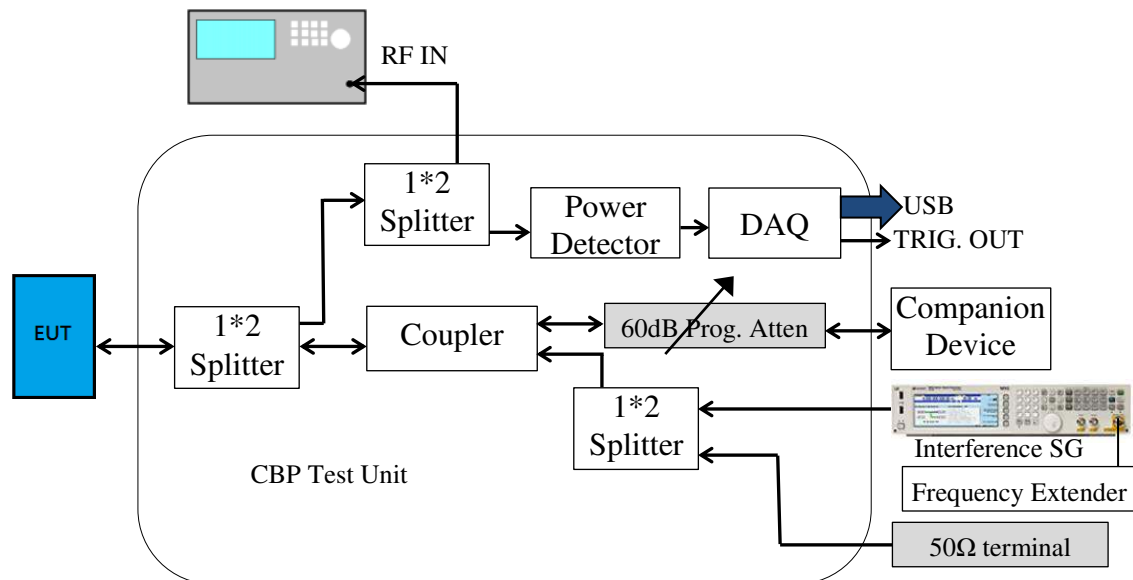 RF IN
1*2
Splitter
Power
Detector
DAQ
USB
TRIG. OUT
EUT
1*2
Splitter
Coupler
60dB Prog. Atten
Companion
Device
1*2
Splitter
Interference SG
CBP Test Unit
Frequency Extender
50Ω terminal